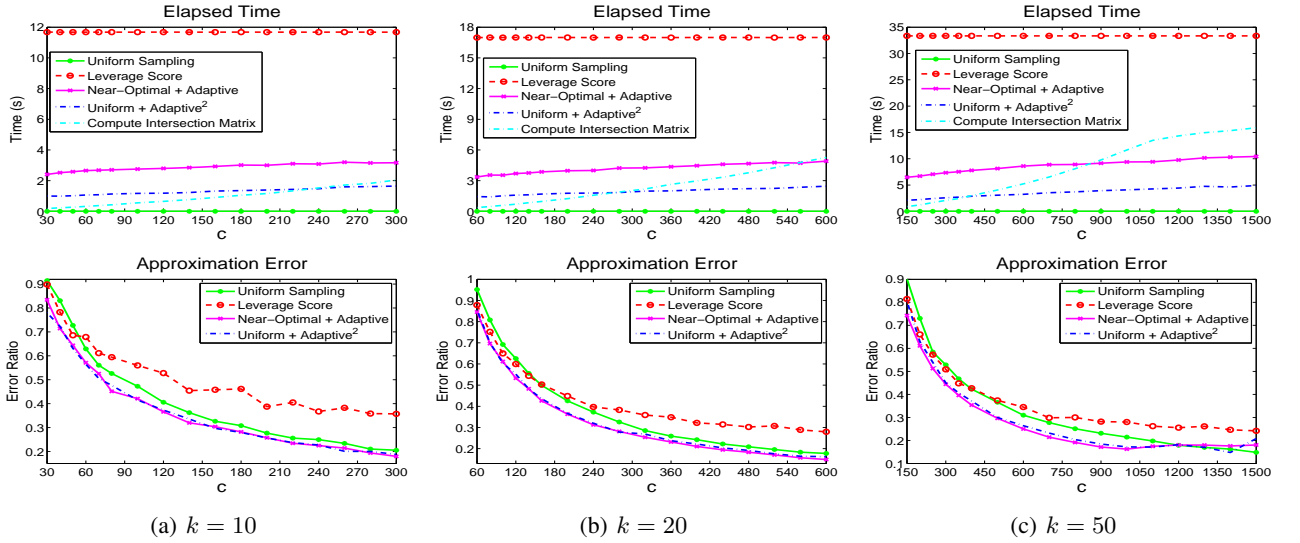 Elapsed Time
12
10
8
6
4
2
0
Time (s)
Uniform Sampling
Leverage Score
Near−Optimal + Adaptive
Uniform + Adaptive²
Compute Intersection Matrix
30 60 90 120 150 180 210 240 270 300
c
Elapsed Time
18
15
12
9
6
3
0
Time (s)
Uniform Sampling
Leverage Score
Near−Optimal + Adaptive
Uniform + Adaptive²
Compute Intersection Matrix
60 120 180 240 300 360 420 480 540 600
c
Elapsed Time
35
30
25
20
15
10
5
0
Time (s)
Uniform Sampling
Leverage Score
Near−Optimal + Adaptive
Uniform + Adaptive²
Compute Intersection Matrix
150 300 450 600 750 900 1050 1200 1350 1500
c
Approximation Error
0.9
0.8
0.7
0.6
0.5
0.4
0.3
0.2
Error Ratio
Uniform Sampling
Leverage Score
Near−Optimal + Adaptive
Uniform + Adaptive²
30 60 90 120 150 180 210 240 270 300
c
Approximation Error
1
0.9
0.8
0.7
0.6
0.5
0.4
0.3
0.2
Error Ratio
Uniform Sampling
Leverage Score
Near−Optimal + Adaptive
Uniform + Adaptive²
60 120 180 240 300 360 420 480 540 600
c
Approximation Error
0.9
0.8
0.7
0.6
0.5
0.4
0.3
0.2
0.1
Error Ratio
Uniform Sampling
Leverage Score
Near−Optimal + Adaptive
Uniform + Adaptive²
150 300 450 600 750 900 1050 1200 1350 1500
c
(a) k = 10
(b) k = 20
(c) k = 50